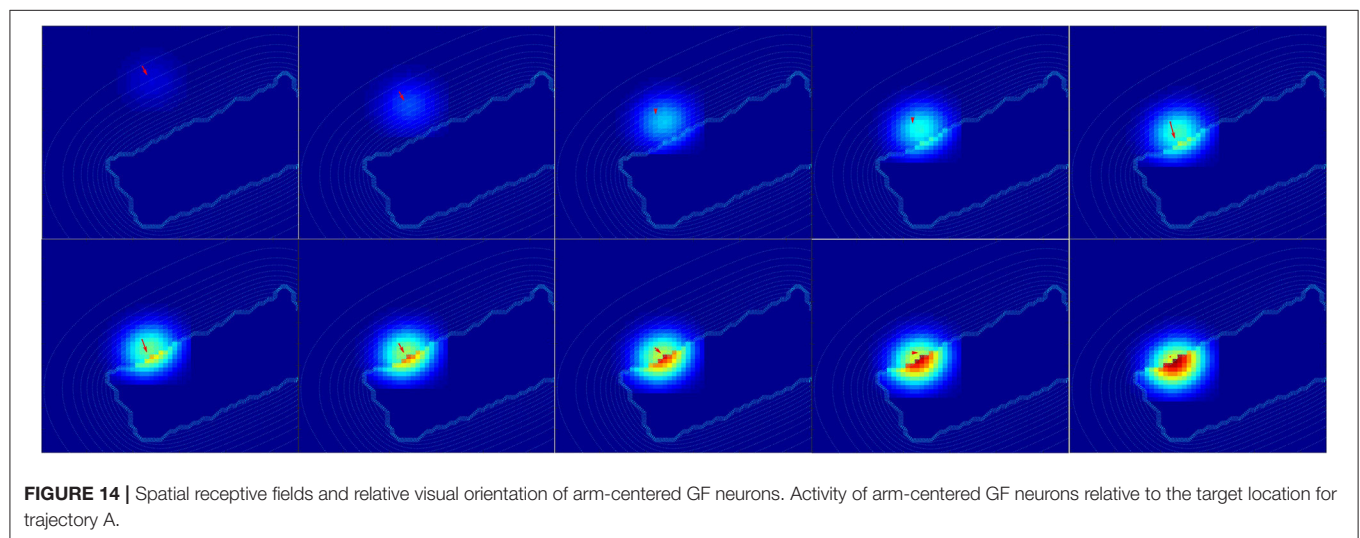 FIGURE 14 | Spatial receptive fields and relative visual orientation of arm-centered GF neurons. Activity of arm-centered GF neurons relative to the target location for
trajectory A.